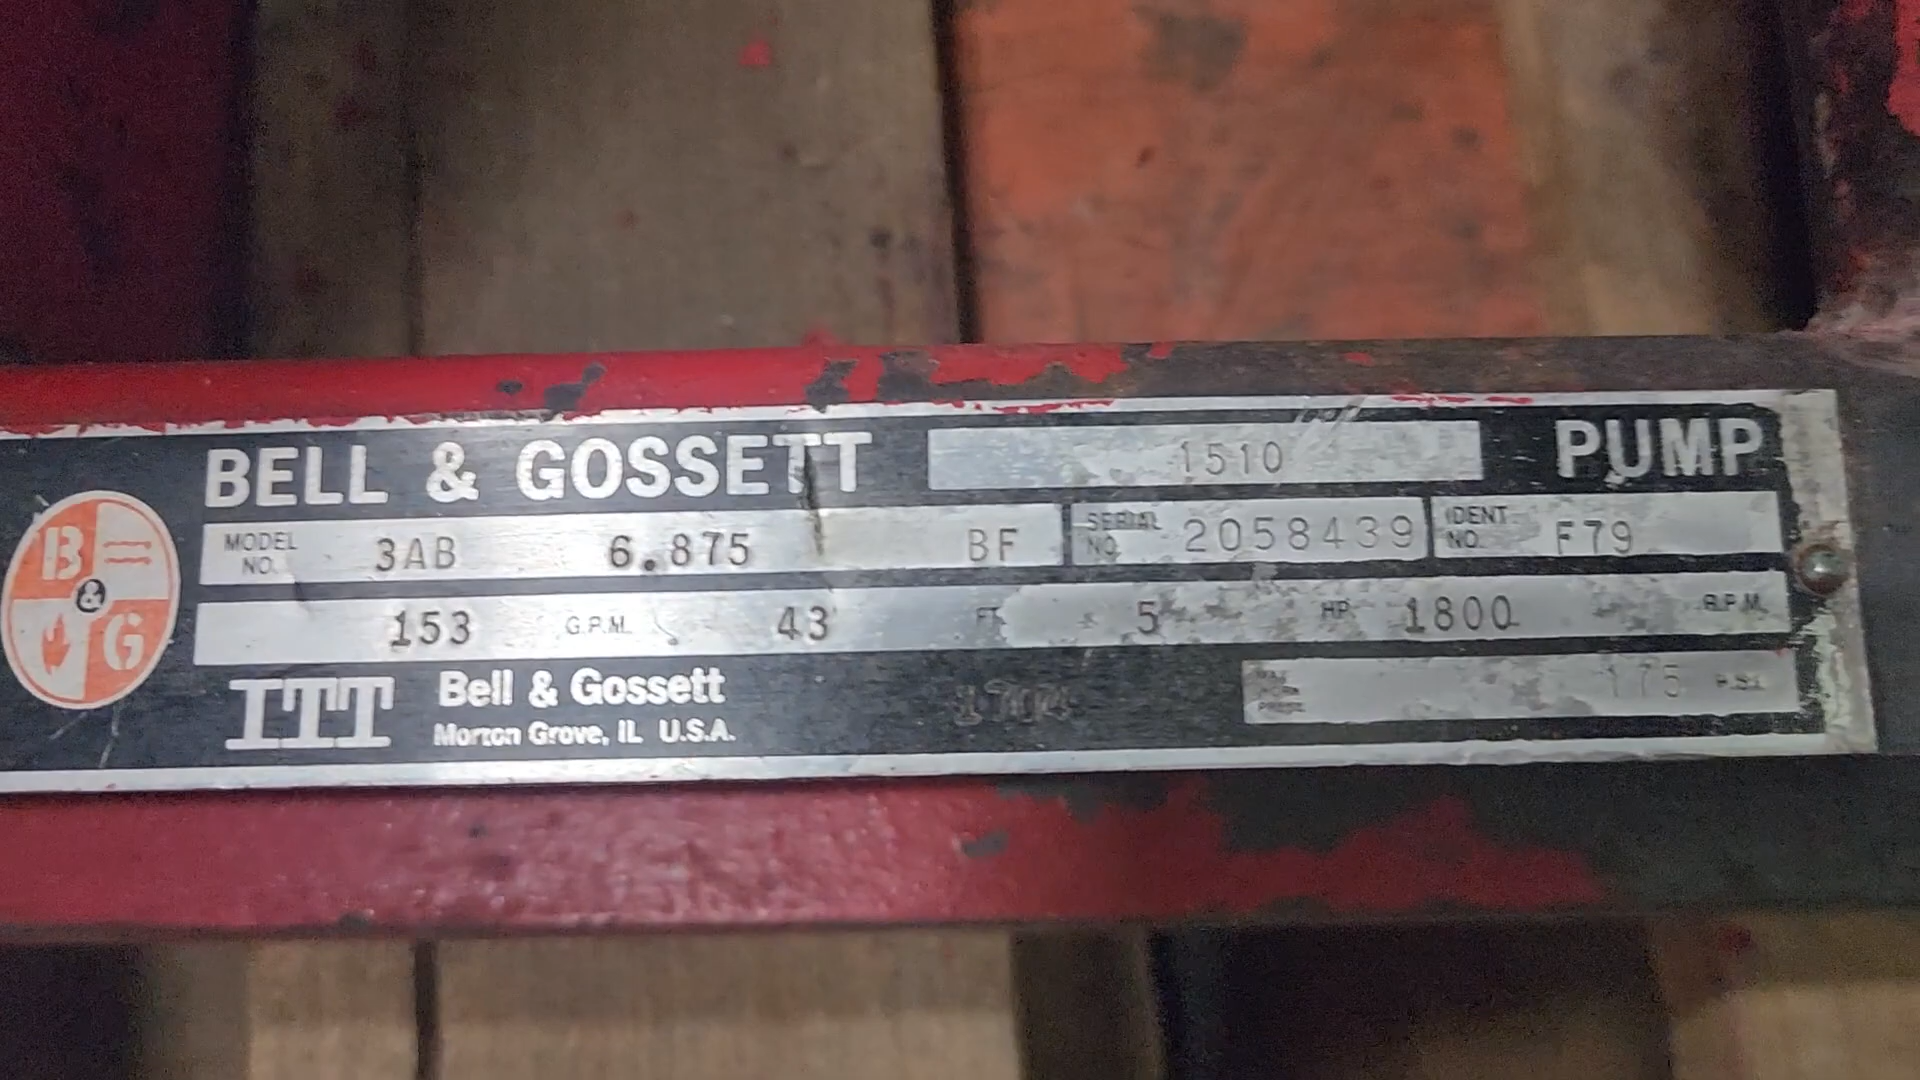 BELL & GOSSETT 1510 PUMP
B & G
MODEL NO. 3AB 6.875 BF SERIAL NO. 2058439 IDENT NO. F79
153 G.P.M. 43 FT. 5 HP 1800 R.P.M.
ITT Bell & Gossett
Morton Grove, IL U.S.A.
175 P.S.I.